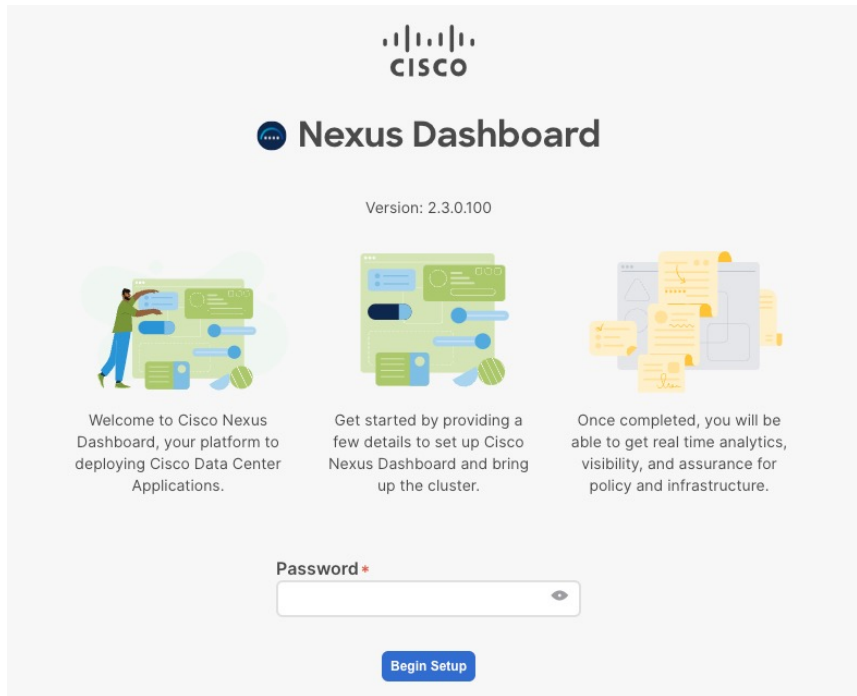 CISCO
Nexus Dashboard
Version: 2.3.0.100
Welcome to Cisco Nexus
Dashboard, your platform to
deploying Cisco Data Center
Applications.
Get started by providing a
few details to set up Cisco
Nexus Dashboard and bring
up the cluster.
Once completed, you will be
able to get real time analytics,
visibility, and assurance for
policy and infrastructure.
Password *
Begin Setup